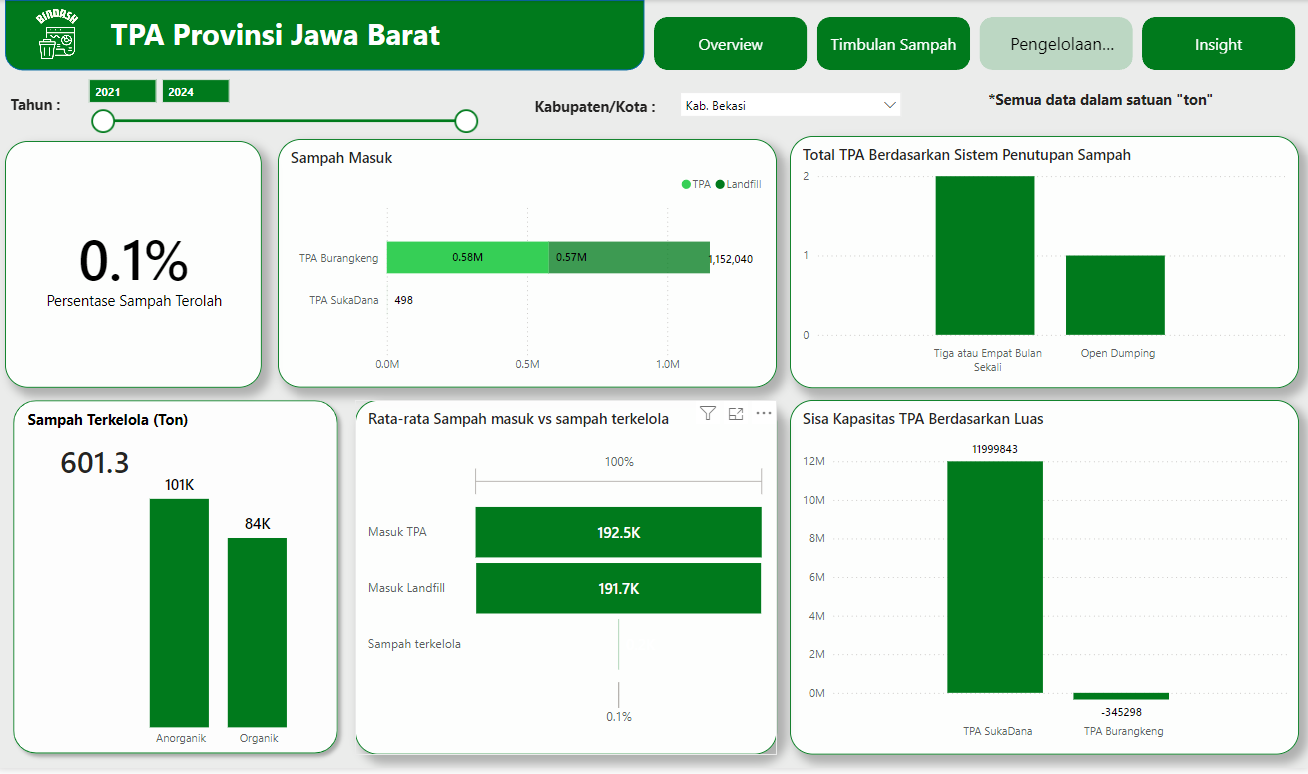 BINDASH
TPA Provinsi Jawa Barat
Overview
Timbulan Sampah
Pengelolaan...
Insight
Tahun :
2021
2024
Kabupaten/Kota :
Kab. Bekasi
*Semua data dalam satuan "ton"
0.1%
Persentase Sampah Terolah
Sampah Masuk
TPA Landfill
TPA Burangkeng
0.58M
0.57M
1,152,040
TPA SukaDana
498
0.0M
0.5M
1.0M
Total TPA Berdasarkan Sistem Penutupan Sampah
2
1
0
Tiga atau Empat Bulan
Sekali
Open Dumping
Sampah Terkelola (Ton)
601.3
101K
84K
Anorganik
Organik
Rata-rata Sampah masuk vs sampah terkelola
100%
Masuk TPA
192.5K
Masuk Landfill
191.7K
Sampah terkelola
0.1%
Sisa Kapasitas TPA Berdasarkan Luas
11999843
12M
10M
8M
6M
4M
2M
0M
-345298
TPA SukaDana
TPA Burangkeng